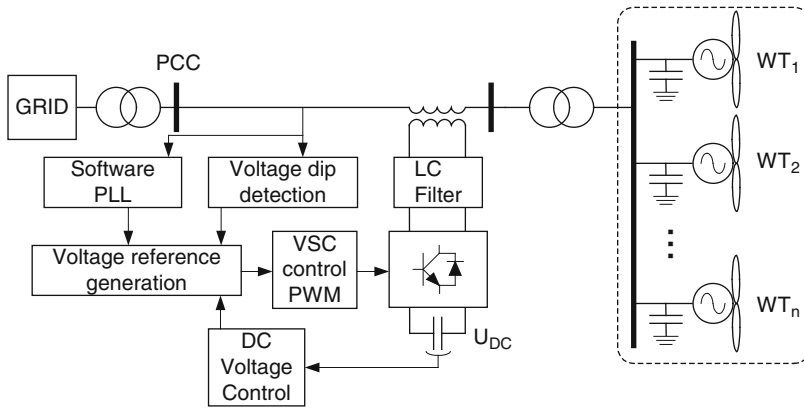 PCC
GRID
WT1
Software
PLL
Voltage dip
detection
LC
Filter
WT2
Voltage reference
generation
VSC
control
PWM
...
WTn
UDC
DC
Voltage
Control